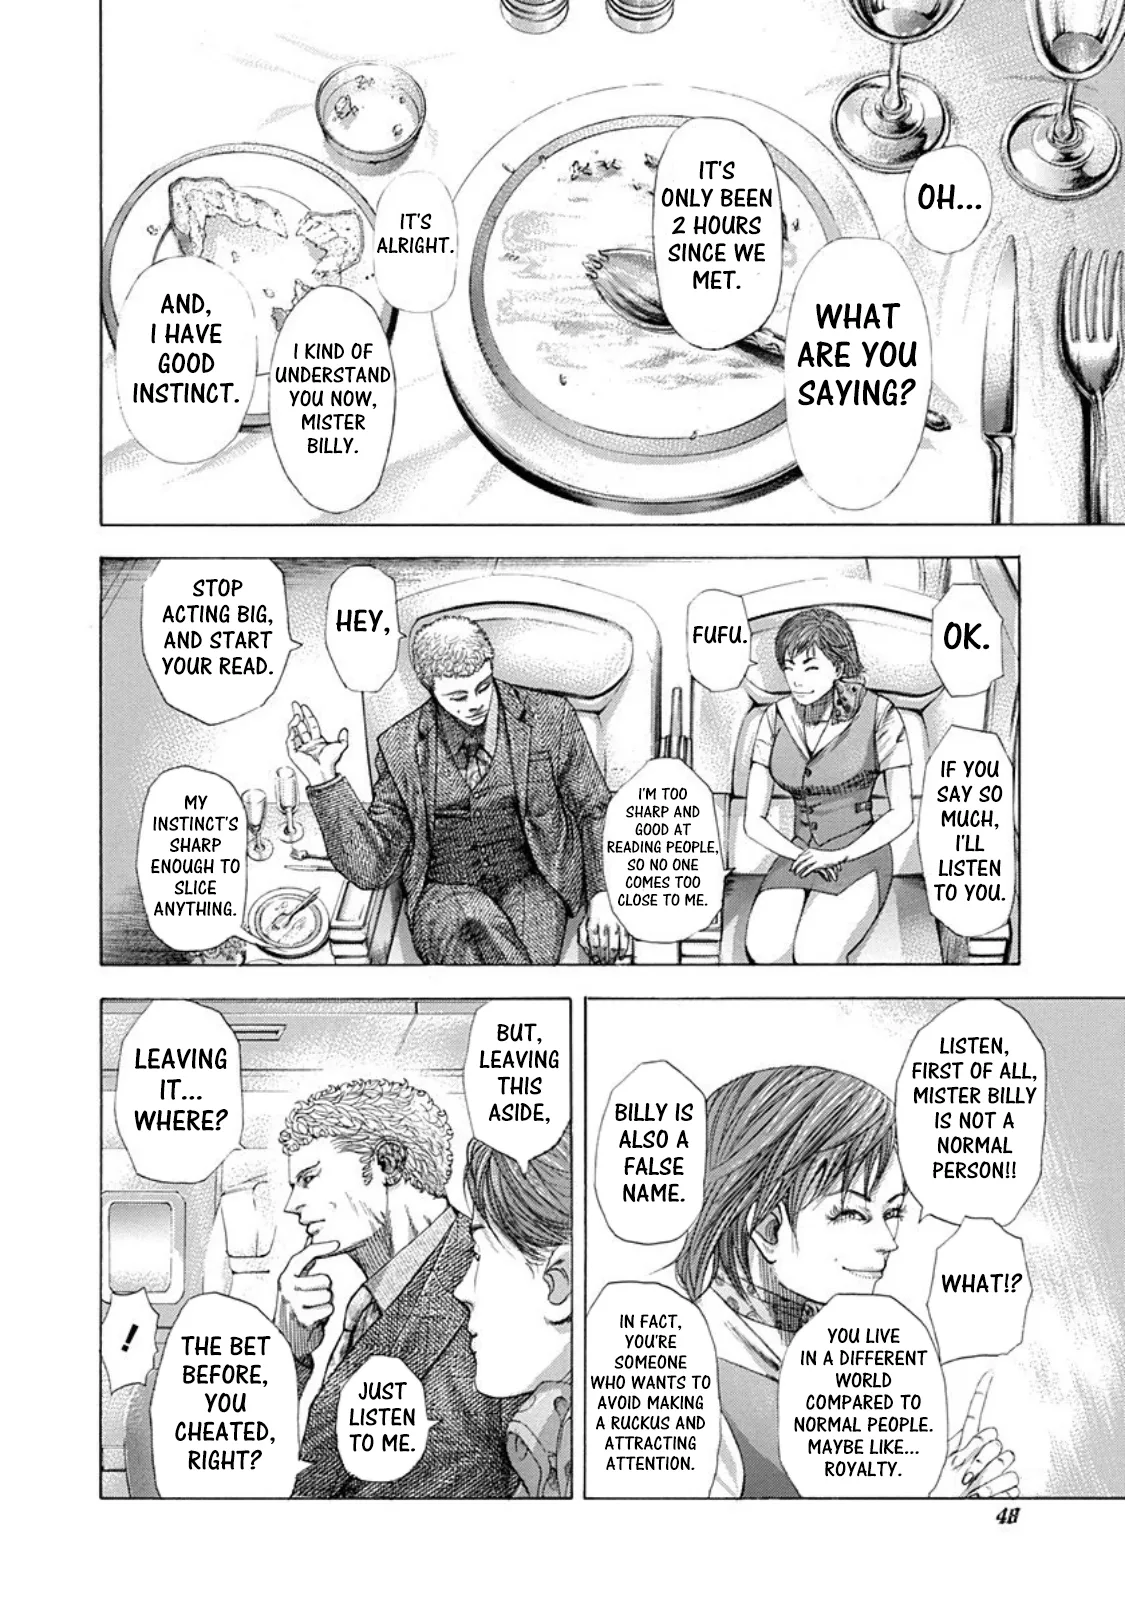 OH...
WHAT
ARE YOU
SAYING?
IT'S
ONLY BEEN
2 HOURS
SINCE WE
MET.
IT'S
ALRIGHT.
I KIND OF
UNDERSTAND
YOU NOW,
MISTER
BILLY.
AND,
I HAVE
GOOD
INSTINCT.
OK.
IF YOU
SAY SO
MUCH,
I'LL
LISTEN
TO YOU.
FUFU.
I'M TOO
SHARP AND
GOOD AT
READING PEOPLE,
SO NO ONE
COMES TOO
CLOSE TO ME.
HEY,
STOP
ACTING BIG,
AND START
YOUR READ.
MY
INSTINCT'S
SHARP
ENOUGH TO
SLICE
ANYTHING.
LISTEN,
FIRST OF ALL,
MISTER BILLY
IS NOT A
NORMAL
PERSON!!
WHAT!?
YOU LIVE
IN A DIFFERENT
WORLD
COMPARED TO
NORMAL PEOPLE.
MAYBE LIKE...
ROYALTY.
BILLY IS
ALSO A
FALSE
NAME.
IN FACT,
YOU'RE
SOMEONE
WHO WANTS TO
AVOID MAKING
A RUCKUS AND
ATTRACTING
ATTENTION.
BUT,
LEAVING
THIS
ASIDE,
LEAVING
IT...
WHERE?
JUST
LISTEN
TO ME.
THE BET
BEFORE,
YOU
CHEATED,
RIGHT?
!
48